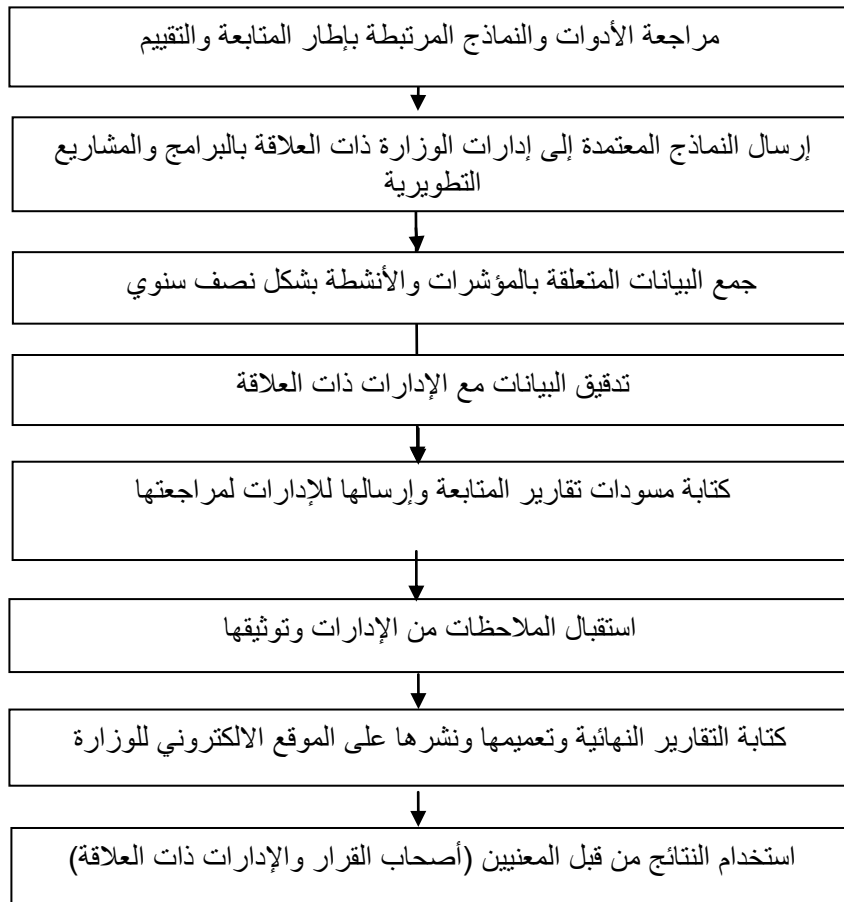 مراجعة الأدوات والنماذج المرتبطة بإطار المتابعة والتقييم
إرسال النماذج المعتمدة إلى إدارات الوزارة ذات العلاقة بالبرامج والمشاريع
التطويرية
جمع البيانات المتعلقة بالمؤشرات والأنشطة بشكل نصف سنوي
تدقيق البيانات مع الإدارات ذات العلاقة
كتابة مسودات تقارير المتابعة وإرسالها للإدارات لمراجعتها
استقبال الملاحظات من الإدارات وتوثيقها
كتابة التقارير النهائية وتعميمها ونشرها على الموقع الالكتروني للوزارة
استخدام النتائج من قبل المعنيين (أصحاب القرار والإدارات ذات العلاقة)